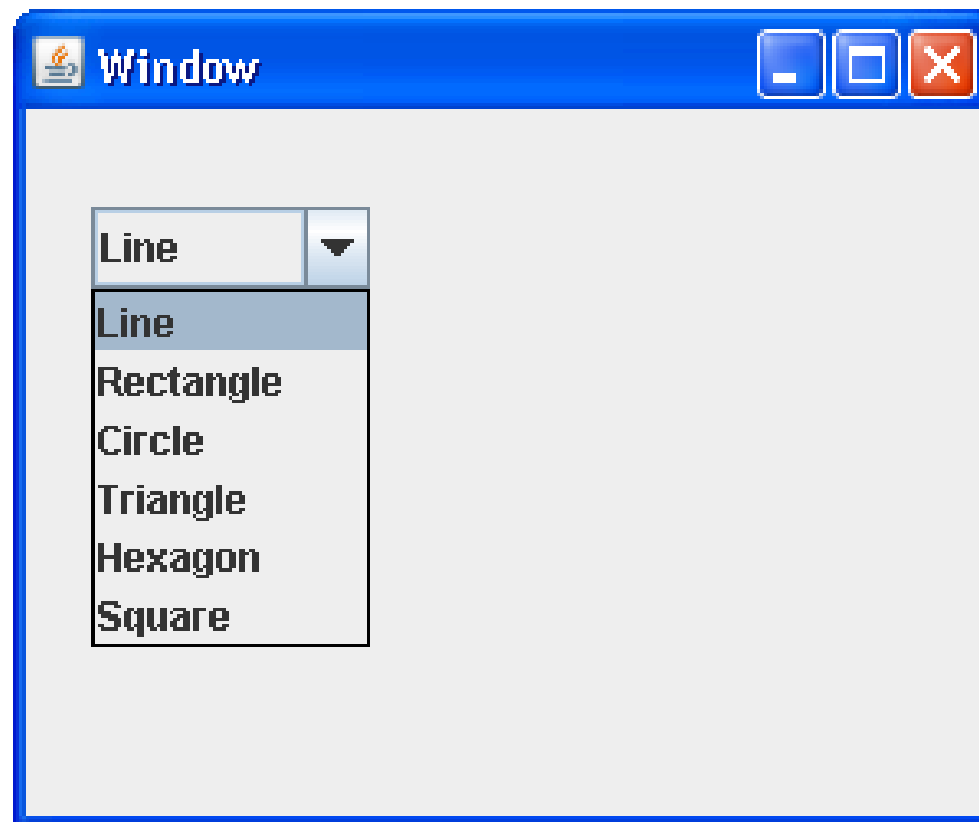 Window
Line
Line
Rectangle
Circle
Triangle
Hexagon
Square